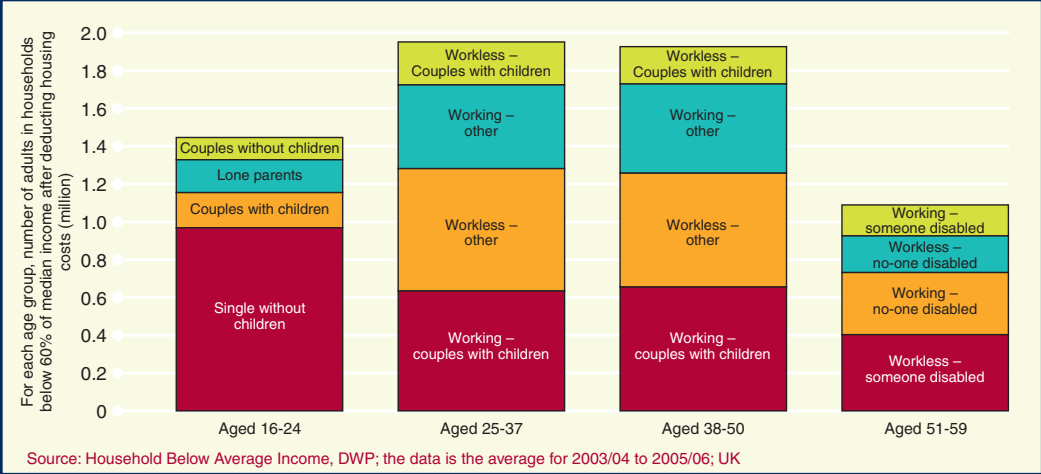 For each age group, number of adults in households
below 60% of median income after deducting housing
costs (million)
2.0
1.8
1.6
1.4
1.2
1.0
0.8
0.6
0.4
0.2
0
Couples without children
Lone parents
Couples with children
Single without
children
Workless –
Couples with children
Working –
other
Workless –
other
Working –
couples with children
Workless –
Couples with children
Working –
other
Workless –
other
Working –
couples with children
Working –
someone disabled
Workless –
no-one disabled
Working –
no-one disabled
Workless –
someone disabled
Aged 16-24
Aged 25-37
Aged 38-50
Aged 51-59
Source: Household Below Average Income, DWP; the data is the average for 2003/04 to 2005/06; UK